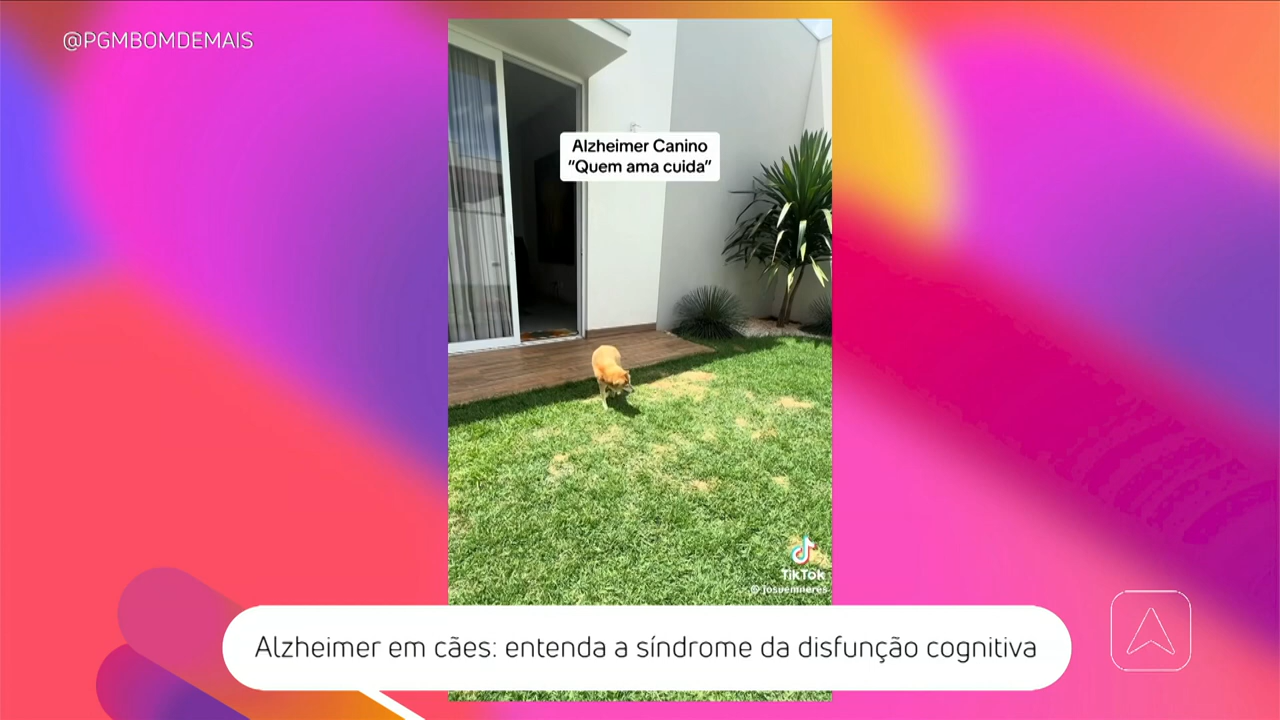 @PGMBOMDEMAIS
Alzheimer Canino
"Quem ama cuida"
TikTok
Alzheimer em cães: entenda a síndrome da disfunção cognitiva